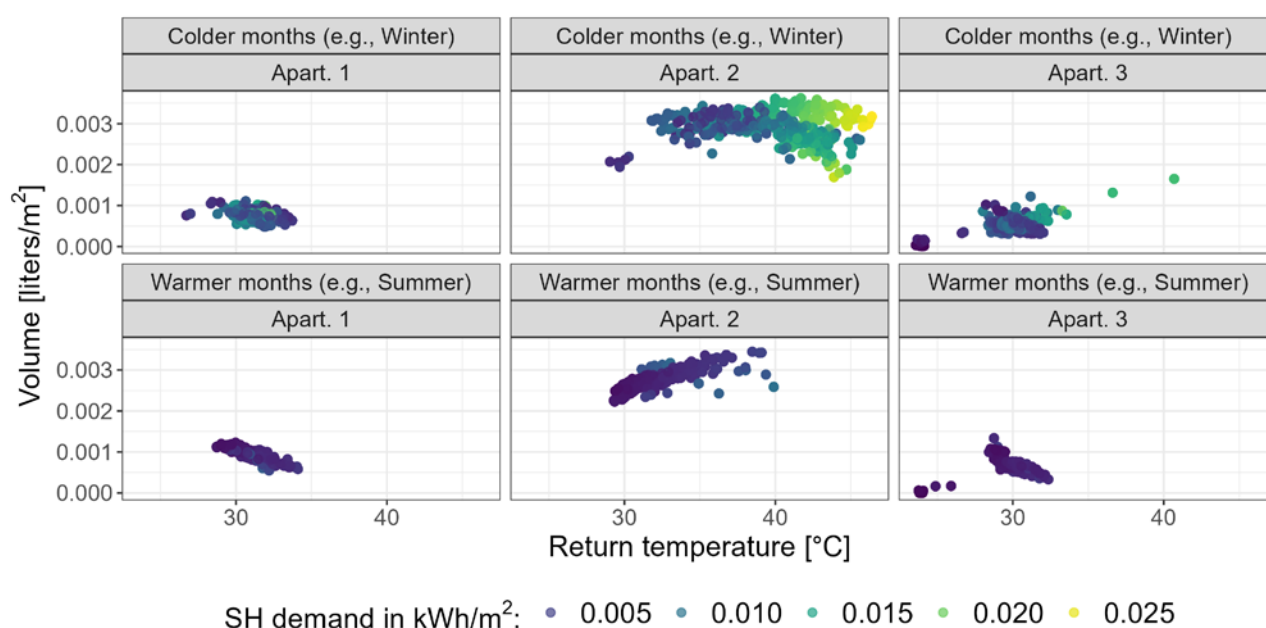 Colder months (e.g., Winter) Colder months (e.g., Winter) Colder months (e.g., Winter)
Apart. 1 Apart. 2 Apart. 3
0.003
0.002
0.001
0.000
Warmer months (e.g., Summer) Warmer months (e.g., Summer) Warmer months (e.g., Summer)
Apart. 1 Apart. 2 Apart. 3
0.003
0.002
0.001
0.000
Volume [liters/m²]
30 40 30 40 30 40
Return temperature [°C]
SH demand in kWh/m²: 0.005 0.010 0.015 0.020 0.025